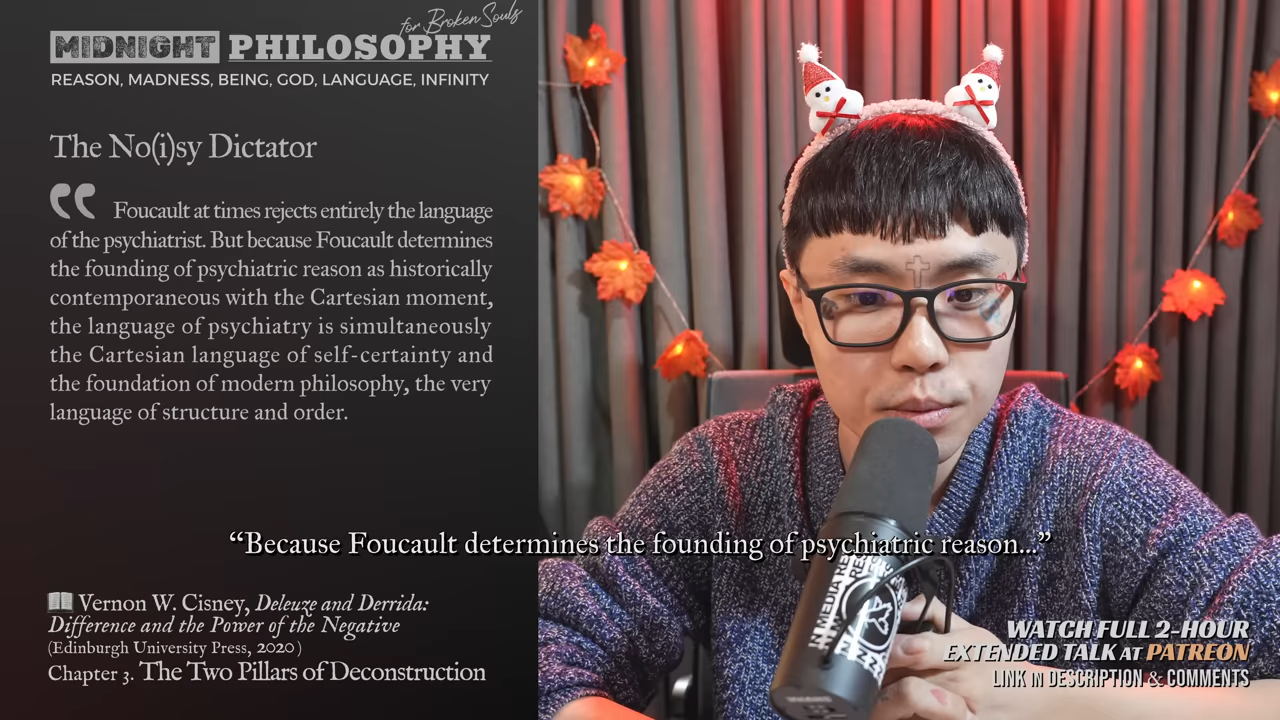 for Broken Souls
MIDNIGHT PHILOSOPHY
REASON, MADNESS, BEING, GOD, LANGUAGE, INFINITY
The No(i)sy Dictator
“ Foucault at times rejects entirely the language
of the psychiatrist. But because Foucault determines
the founding of psychiatric reason as historically
contemporaneous with the Cartesian moment,
the language of psychiatry is simultaneously
the Cartesian language of self-certainty and
the foundation of modern philosophy, the very
language of structure and order.
“Because Foucault determines the founding of psychiatric reason...”
Vernon W. Cisney, Deleuze and Derrida:
Difference and the Power of the Negative
(Edinburgh University Press, 2020)
Chapter 3. The Two Pillars of Deconstruction
WATCH FULL 2-HOUR
EXTENDED TALK AT PATREON
LINK IN DESCRIPTION & COMMENTS